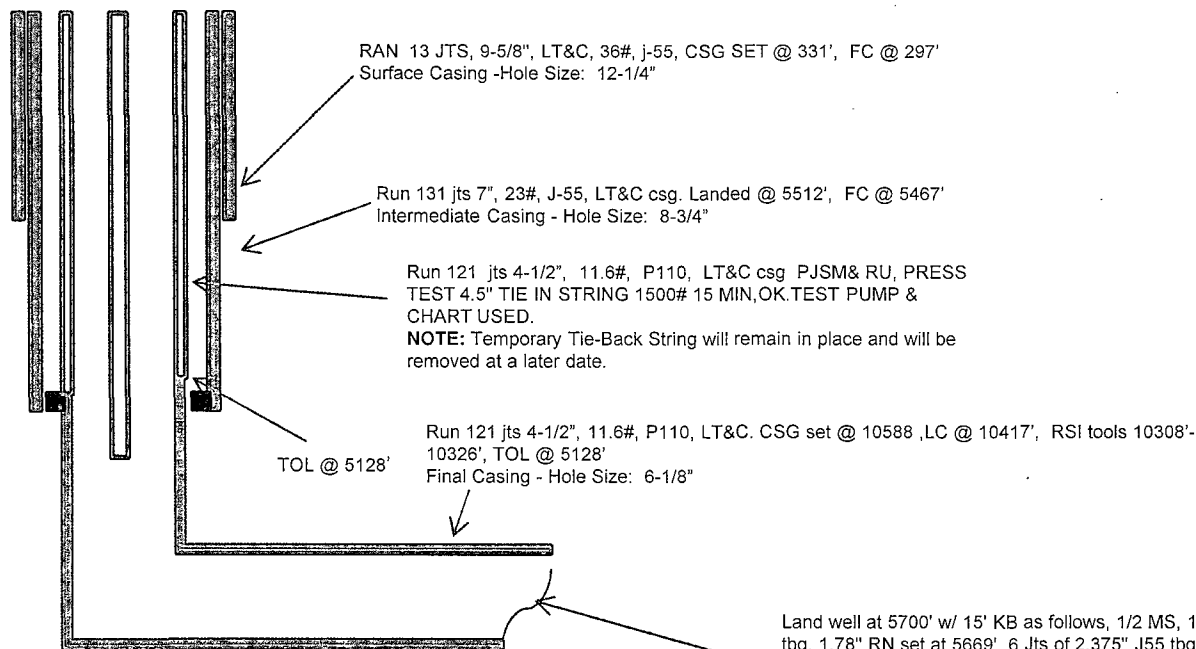 RAN 13 JTS, 9-5/8", LT&C, 36#, j-55, CSG SET @ 331', FC @ 297'
Surface Casing -Hole Size: 12-1/4"
Run 131 jts 7", 23#, J-55, LT&C csg. Landed @ 5512', FC @ 5467'
Intermediate Casing - Hole Size: 8-3/4"
Run 121 jts 4-1/2", 11.6#, P110, LT&C csg PJSM& RU, PRESS
TEST 4.5" TIE IN STRING 1500# 15 MIN,OK.TEST PUMP &
CHART USED.
NOTE: Temporary Tie-Back String will remain in place and will be
removed at a later date.
Run 121 jts 4-1/2", 11.6#, P110, LT&C. CSG set @ 10588 ,LC @ 10417', RSI tools 10308'-
10326', TOL @ 5128'
Final Casing - Hole Size: 6-1/8"
TOL @ 5128'
Land well at 5700' w/ 15' KB as follows, 1/2 MS, 1
tbg, 1.78" RN set at 5669', 6 Jts of 2.375" J55 tbg